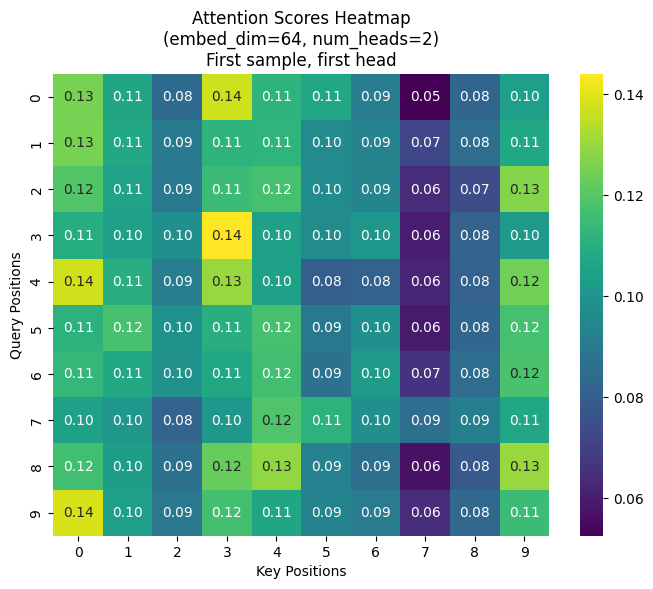 Attention Scores Heatmap
(embed_dim=64, num_heads=2)
First sample, first head
0 0.13 0.11 0.08 0.14 0.11 0.11 0.09 0.05 0.08 0.10
1 0.13 0.11 0.09 0.11 0.11 0.10 0.09 0.07 0.08 0.11
2 0.12 0.11 0.09 0.11 0.12 0.10 0.09 0.06 0.07 0.13
3 0.11 0.10 0.10 0.14 0.10 0.10 0.10 0.06 0.08 0.10
4 0.14 0.11 0.09 0.13 0.10 0.08 0.08 0.06 0.08 0.12
5 0.11 0.12 0.10 0.11 0.12 0.09 0.10 0.06 0.08 0.12
6 0.11 0.11 0.10 0.11 0.12 0.09 0.10 0.07 0.08 0.12
7 0.10 0.10 0.08 0.10 0.12 0.11 0.10 0.09 0.09 0.11
8 0.12 0.10 0.09 0.12 0.13 0.09 0.09 0.06 0.08 0.13
9 0.14 0.10 0.09 0.12 0.11 0.09 0.09 0.06 0.08 0.11
0 1 2 3 4 5 6 7 8 9
Key Positions
Query Positions
0.14
0.12
0.10
0.08
0.06